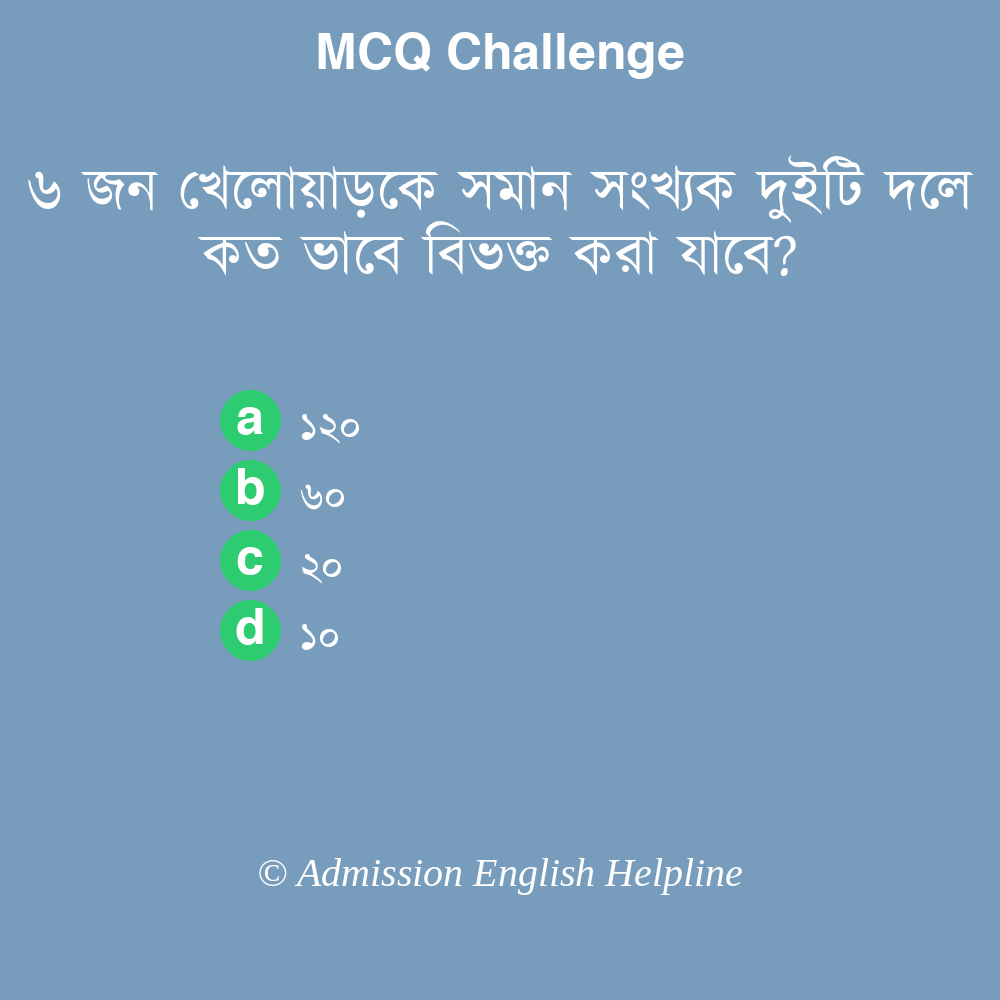 MCQ Challenge
৬ জন খেলোয়াড়কে সমান সংখ্যক দুইটি দলে
কত ভাবে বিভক্ত করা যাবে?
a ১২০
b ৬০
c ২০
d ১০
© Admission English Helpline